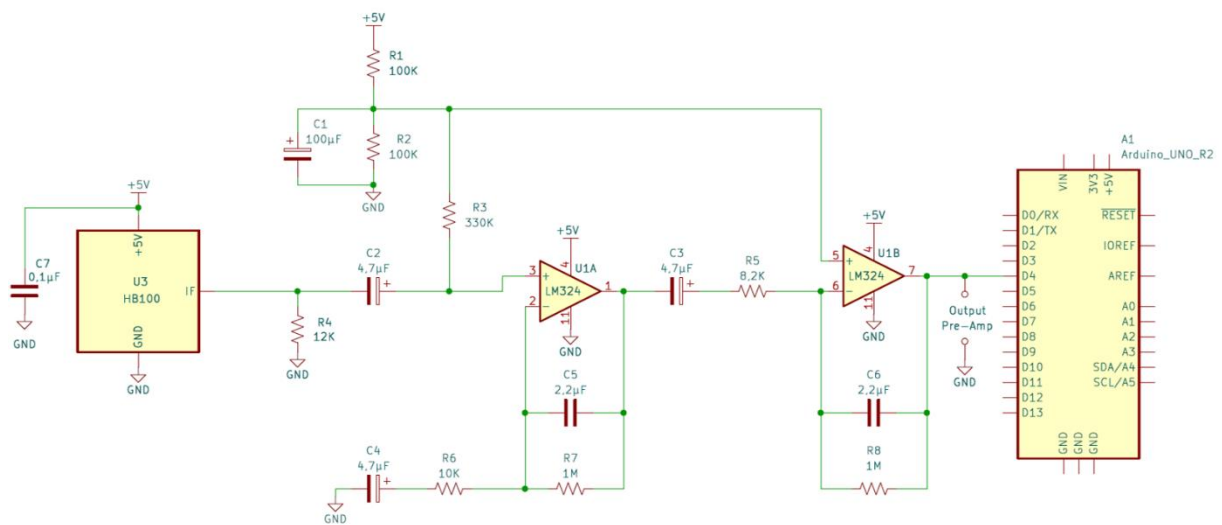 +5V
R1
100K
C1
100µF
+
R2
100K
GND
R3
330K
+5V
C7
0,1µF
GND
+5V
U3
HB100
IF
GND
GND
R4
12K
GND
C2
4,7µF
+
+5V
U1A
LM324
3
+
2
−
1
4
11
GND
C3
4,7µF
+
R5
8,2K
+5V
U1B
LM324
5
+
6
−
7
4
11
GND
C5
2,2µF
R7
1M
C4
4,7µF
+
GND
R6
10K
C6
2,2µF
R8
1M
Output
Pre-Amp
GND
A1
Arduino_UNO_R2
VIN
3V3
+5V
D0/RX
D1/TX
D2
D3
D4
D5
D6
D7
D8
D9
D10
D11
D12
D13
RESET
IOREF
AREF
A0
A1
A2
A3
SDA/A4
SCL/A5
GND
GND
GND